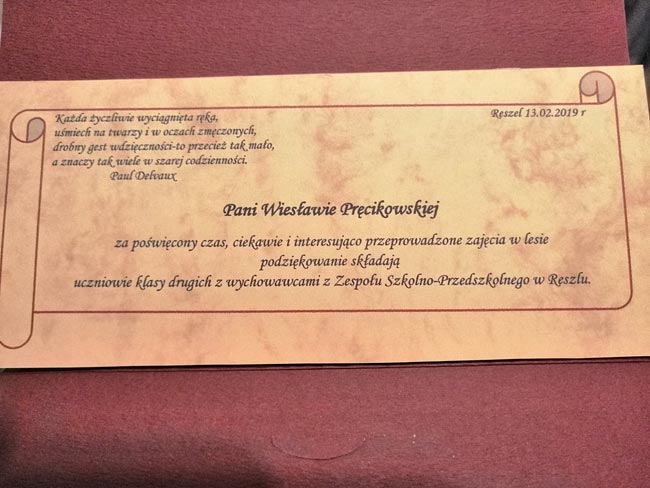 Każda życzliwie wyciągnięta ręka,
uśmiech na twarzy i w oczach zmęczonych,
drobny gest wdzięczności-to przecież tak mało,
a znaczy tak wiele w szarej codzienności.
Paul Delvaux
Reszel 13.02.2019 r
Pani Wiesławie Pręcikowskiej
za poświęcony czas, ciekawie i interesująco przeprowadzone zajęcia w lesie
podziękowanie składają
uczniowie klasy drugich z wychowawcami z Zespołu Szkolno-Przedszkolnego w Reszlu.